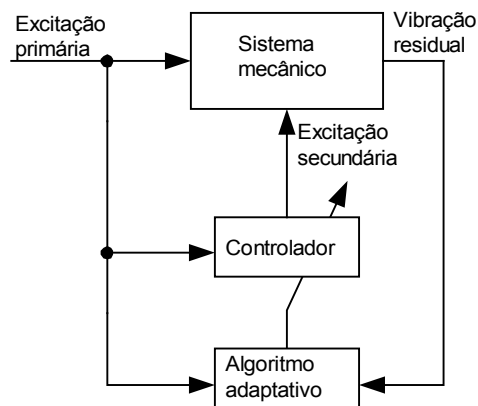 Excitação
primária
Sistema
mecânico
Vibração
residual
Excitação
secundária
Controlador
Algoritmo
adaptativo